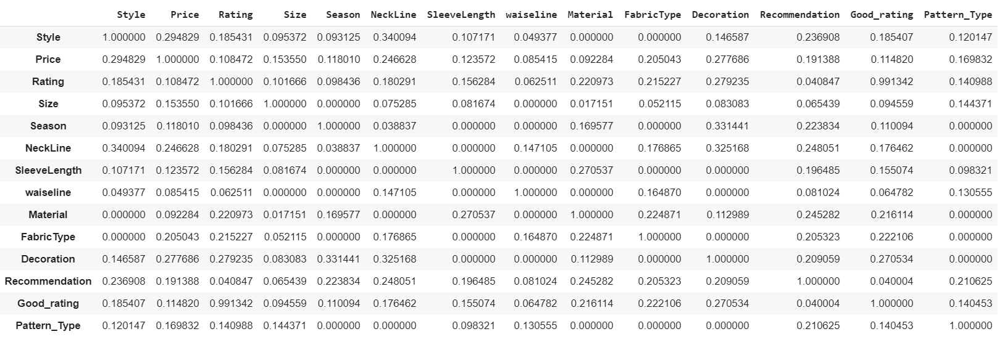 Style Price Rating Size Season NeckLine SleeveLength waiseline Material FabricType Decoration Recommendation Good_rating Pattern_Type
Style 1.000000 0.294829 0.185431 0.095372 0.093125 0.340094 0.107171 0.049377 0.000000 0.000000 0.146587 0.236908 0.185407 0.120147
Price 0.294829 1.000000 0.108472 0.153550 0.118010 0.246628 0.123572 0.085415 0.092284 0.205043 0.277686 0.191388 0.114820 0.169832
Rating 0.185431 0.108472 1.000000 0.101666 0.098436 0.180291 0.156284 0.062511 0.220973 0.215227 0.279235 0.040847 0.991342 0.140988
Size 0.095372 0.153550 0.101666 1.000000 0.000000 0.075285 0.081674 0.000000 0.017151 0.052115 0.083083 0.065439 0.094559 0.144371
Season 0.093125 0.118010 0.098436 0.000000 1.000000 0.038837 0.000000 0.000000 0.169577 0.000000 0.331441 0.223834 0.110094 0.000000
NeckLine 0.340094 0.246628 0.180291 0.075285 0.038837 1.000000 0.000000 0.147105 0.000000 0.176865 0.325168 0.248051 0.176462 0.000000
SleeveLength 0.107171 0.123572 0.156284 0.081674 0.000000 0.000000 1.000000 0.000000 0.270537 0.000000 0.000000 0.196485 0.155074 0.098321
waiseline 0.049377 0.085415 0.062511 0.000000 0.000000 0.147105 0.000000 1.000000 0.000000 0.164870 0.000000 0.081024 0.064782 0.130555
Material 0.000000 0.092284 0.220973 0.017151 0.169577 0.000000 0.270537 0.000000 1.000000 0.224871 0.112989 0.245282 0.216114 0.000000
FabricType 0.000000 0.205043 0.215227 0.052115 0.000000 0.176865 0.000000 0.164870 0.224871 1.000000 0.000000 0.205323 0.222106 0.000000
Decoration 0.146587 0.277686 0.279235 0.083083 0.331441 0.325168 0.000000 0.000000 0.112989 0.000000 1.000000 0.209059 0.270534 0.000000
Recommendation 0.236908 0.191388 0.040847 0.065439 0.223834 0.248051 0.196485 0.081024 0.245282 0.205323 0.209059 1.000000 0.040004 0.210625
Good_rating 0.185407 0.114820 0.991342 0.094559 0.110094 0.176462 0.155074 0.064782 0.216114 0.222106 0.270534 0.040004 1.000000 0.140453
Pattern_Type 0.120147 0.169832 0.140988 0.144371 0.000000 0.000000 0.098321 0.130555 0.000000 0.000000 0.000000 0.210625 0.140453 1.000000